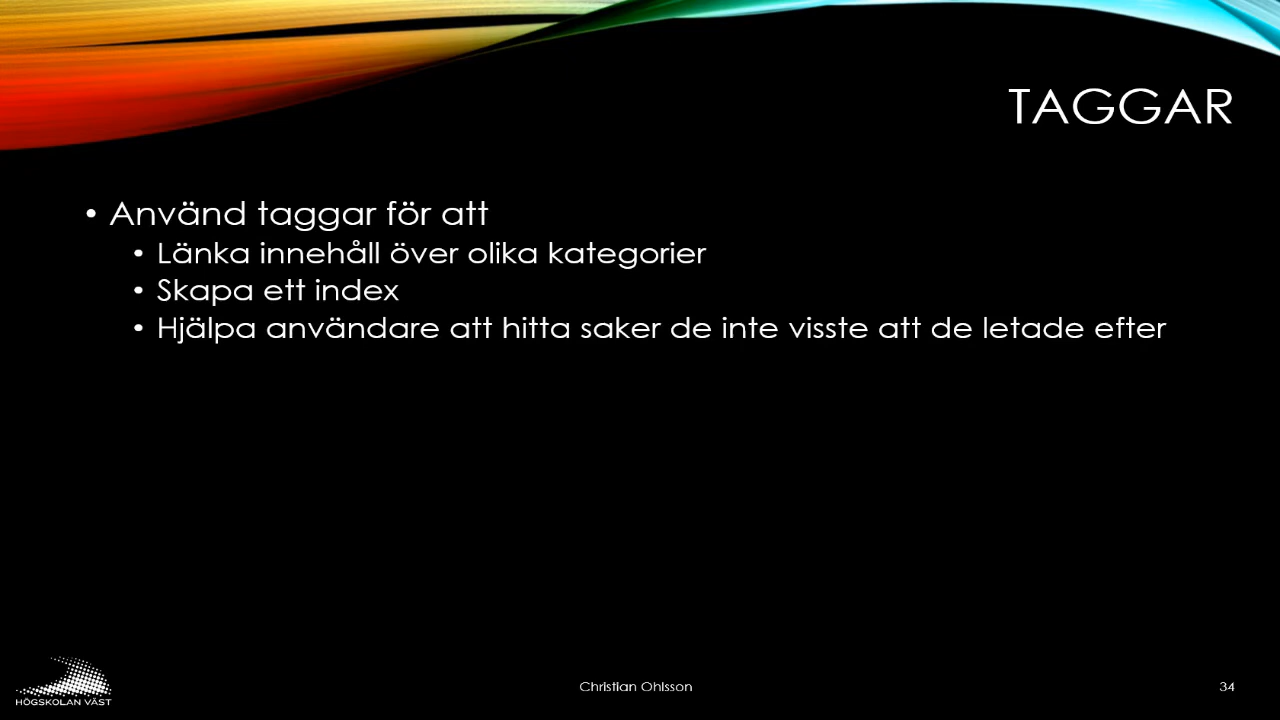 TAGGAR
• Använd taggar för att
• Länka innehåll över olika kategorier
• Skapa ett index
• Hjälpa användare att hitta saker de inte visste att de letade efter
HÖGSKOLAN VÄST
Christian Ohlsson
34